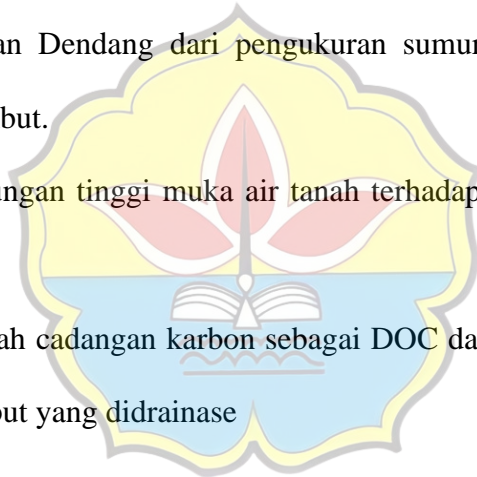 an Dendang dari pengukuran sumur
but.
ungan tinggi muka air tanah terhadap
ah cadangan karbon sebagai DOC da
but yang didrainase